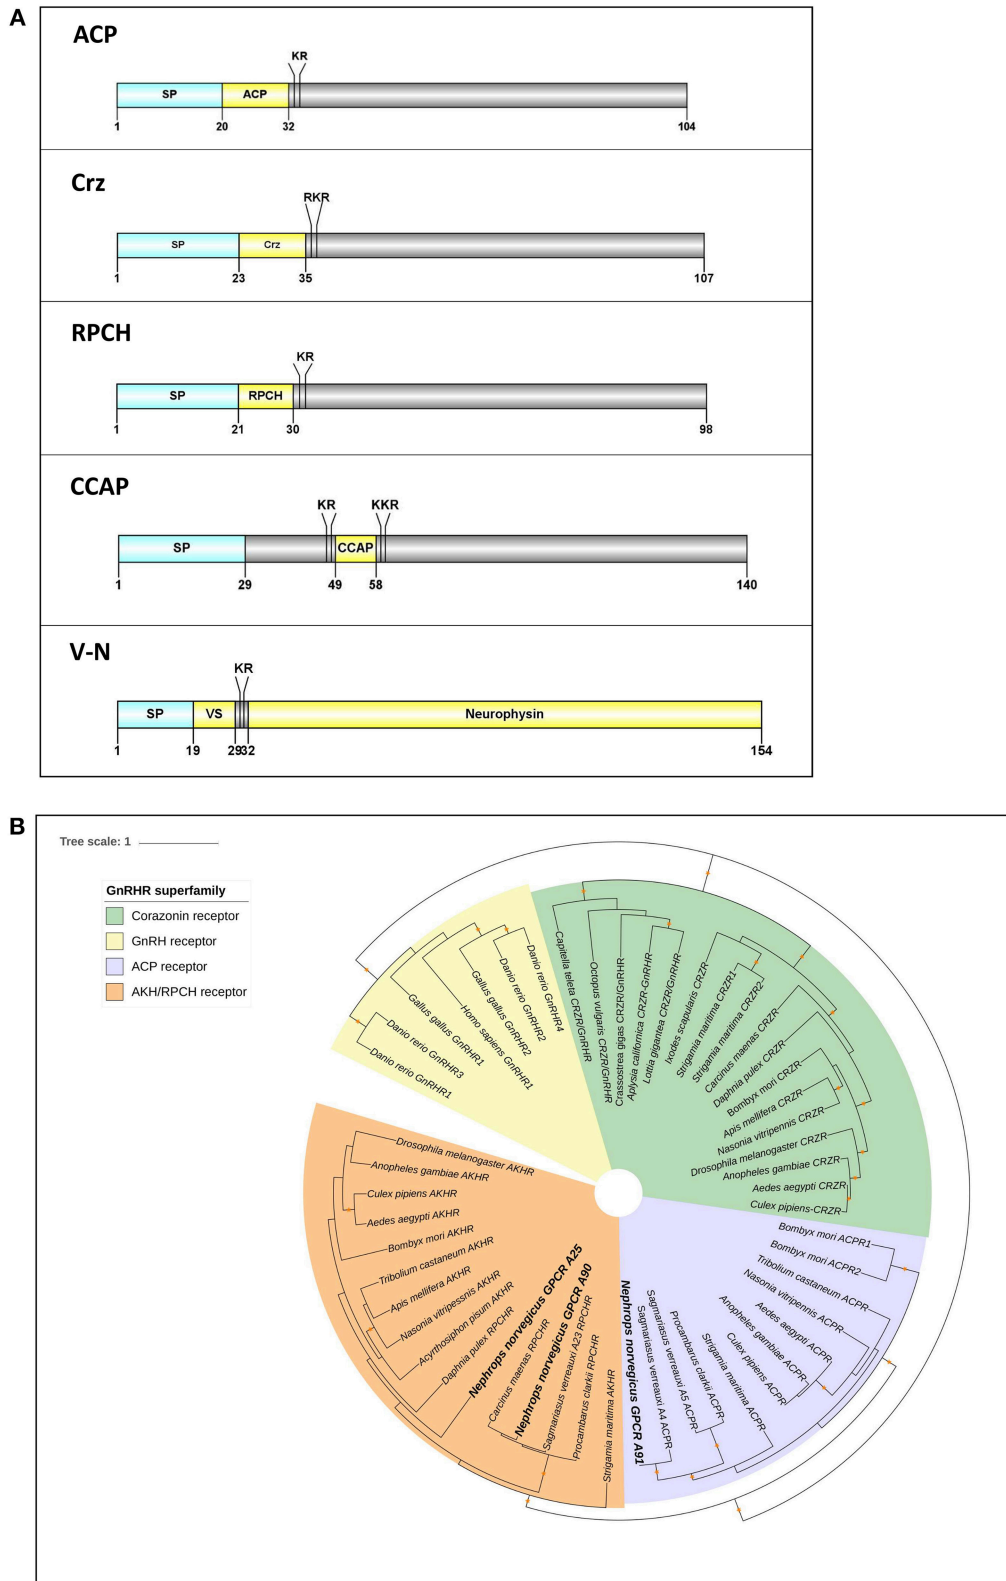 A
ACP
KR
SP
ACP
1
20
32
104
Crz
RKR
SP
Crz
1
23
35
107
RPCH
KR
SP
RPCH
1
21
30
98
CCAP
KR
KKR
SP
CCAP
1
29
49
58
140
V-N
KR
SP
VS
Neurophysin
1
19
29
32
154
B
Tree scale: 1
GnRHR superfamily
Corazonin receptor
GnRH receptor
ACP receptor
AKH/RPCH receptor
Danio rerio GnRHR1
Danio rerio GnRHR3
Gallus gallus GnRHR1
Homo sapiens GnRHR1
Gallus gallus GnRHR2
Danio rerio GnRHR2
Danio rerio GnRHR4
Capitella teleta CRZR/GnRHR
Octopus vulgaris CRZR/GnRHR
Crassostrea gigas CRZR/GnRHR
Aplysia californica CRZR-GnRHR
Lottia gigantea CRZR/GnRHR
Ixodes scapularis CRZR
Strigamia maritima CRZR1
Strigamia maritima CRZR2
Carcinus maenas CRZR
Daphnia pulex CRZR
Bombyx mori CRZR
Apis mellifera CRZR
Nasonia vitripennis CRZR
Drosophila melanogaster CRZR
Anopheles gambiae CRZR
Aedes aegypti CRZR
Culex pipiens-CRZR
Bombyx mori ACPR1
Bombyx mori ACPR2
Tribolium castaneum ACPR
Nasonia vitripennis ACPR
Aedes aegypti ACPR
Anopheles gambiae ACPR
Culex pipiens ACPR
Strigamia maritima ACPR
Procambarus clarkii ACPR
Sagmariasus verreauxi A5 ACPR
Sagmariasus verreauxi A4 ACPR
Nephrops norvegicus GPCR A91
Strigamia maritima AKHR
Procambarus clarkii RPCHR
Sagmariasus verreauxi A23 RPCHR
Nephrops norvegicus GPCR A90
Carcinus maenas RPCHR
Nephrops norvegicus GPCR A25
Daphnia pulex RPCHR
Acyrthosiphon pisum AKHR
Nasonia vitripessnis AKHR
Apis mellifera AKHR
Tribolium castaneum AKHR
Bombyx mori AKHR
Aedes aegypti AKHR
Culex pipiens AKHR
Anopheles gambiae AKHR
Drosophila melanogaster AKHR